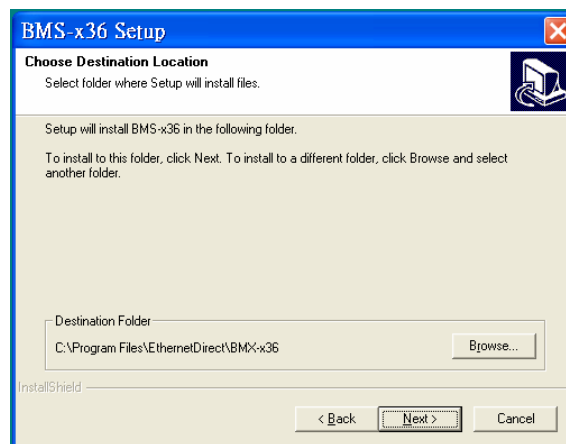 BMS-x36 Setup
Choose Destination Location
Select folder where Setup will install files.
Setup will install BMS-x36 in the following folder.
To install to this folder, click Next. To install to a different folder, click Browse and select
another folder.
Destination Folder
C:\Program Files\EthernetDirect\BMX-x36
Browse...
InstallShield
< Back
Next >
Cancel